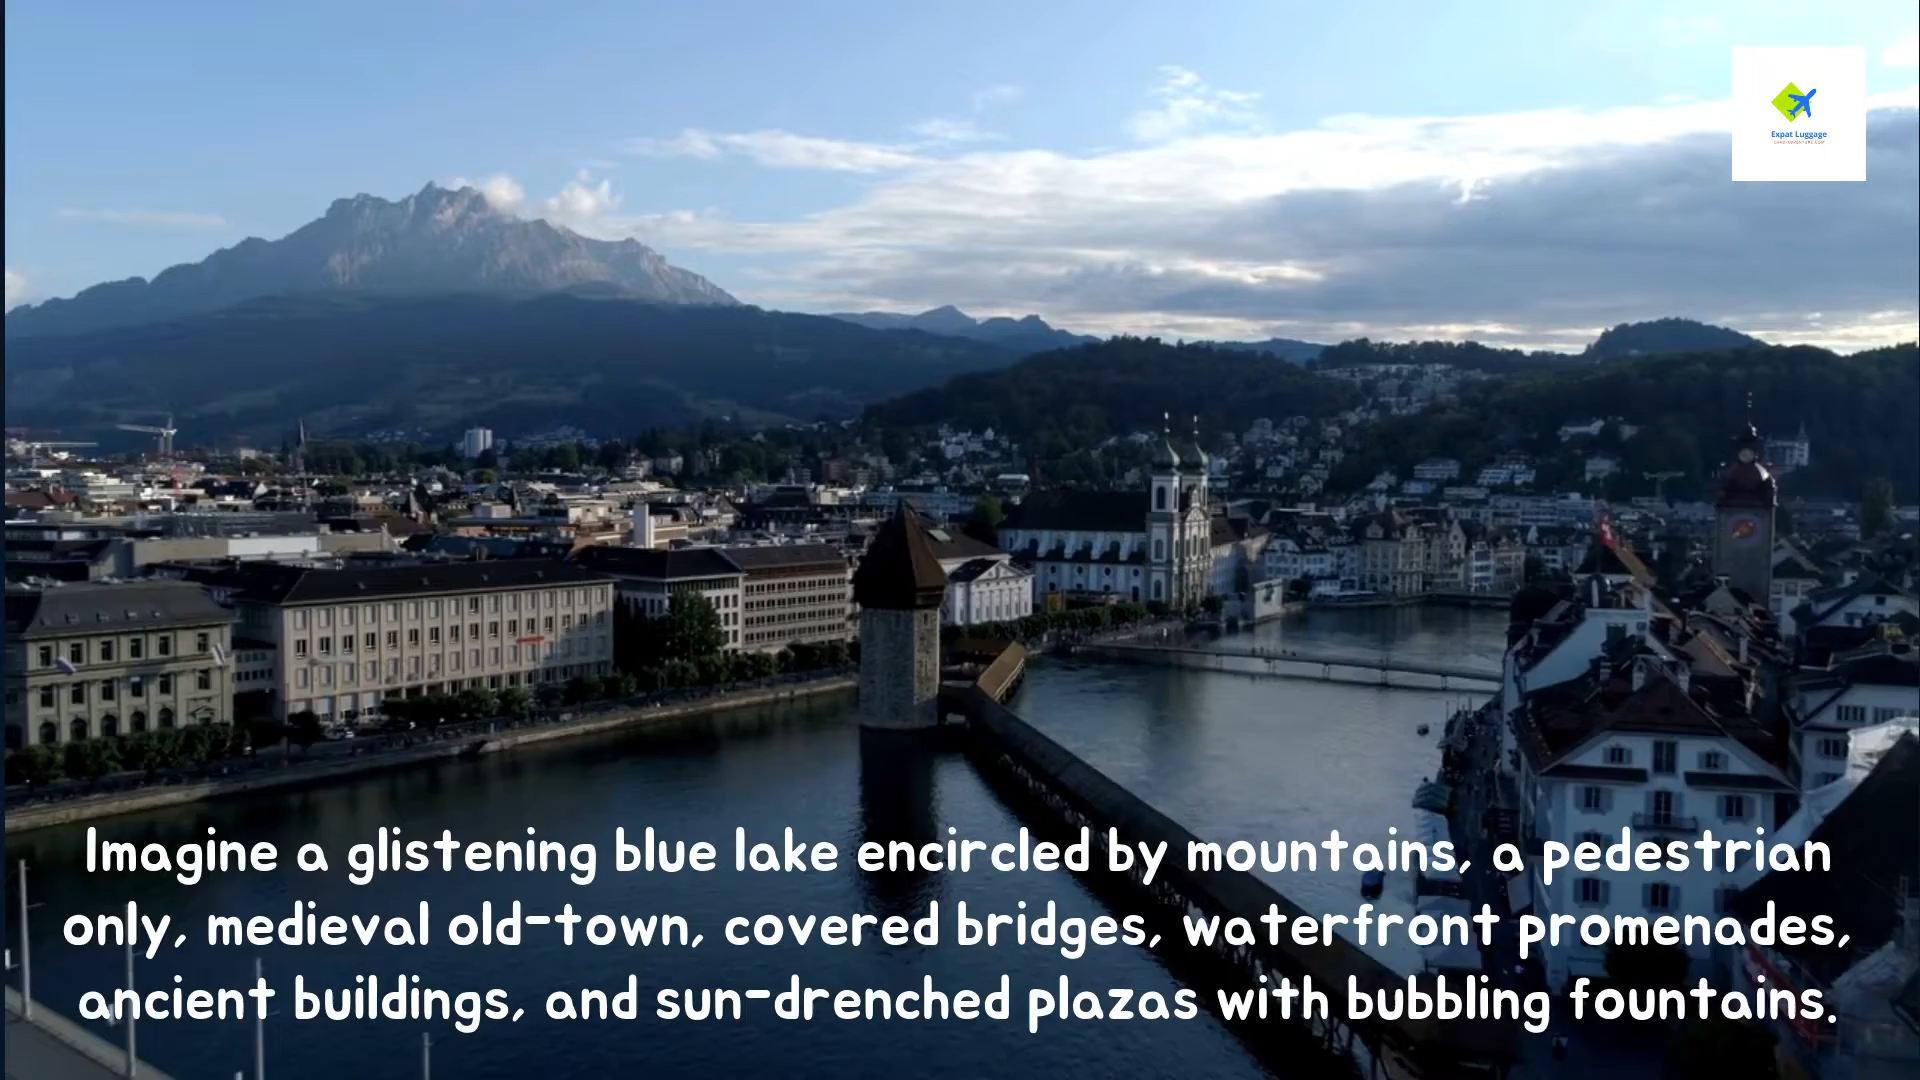 Expat Luggage
Imagine a glistening blue lake encircled by mountains, a pedestrian
only, medieval old-town, covered bridges, waterfront promenades,
ancient buildings, and sun-drenched plazas with bubbling fountains.